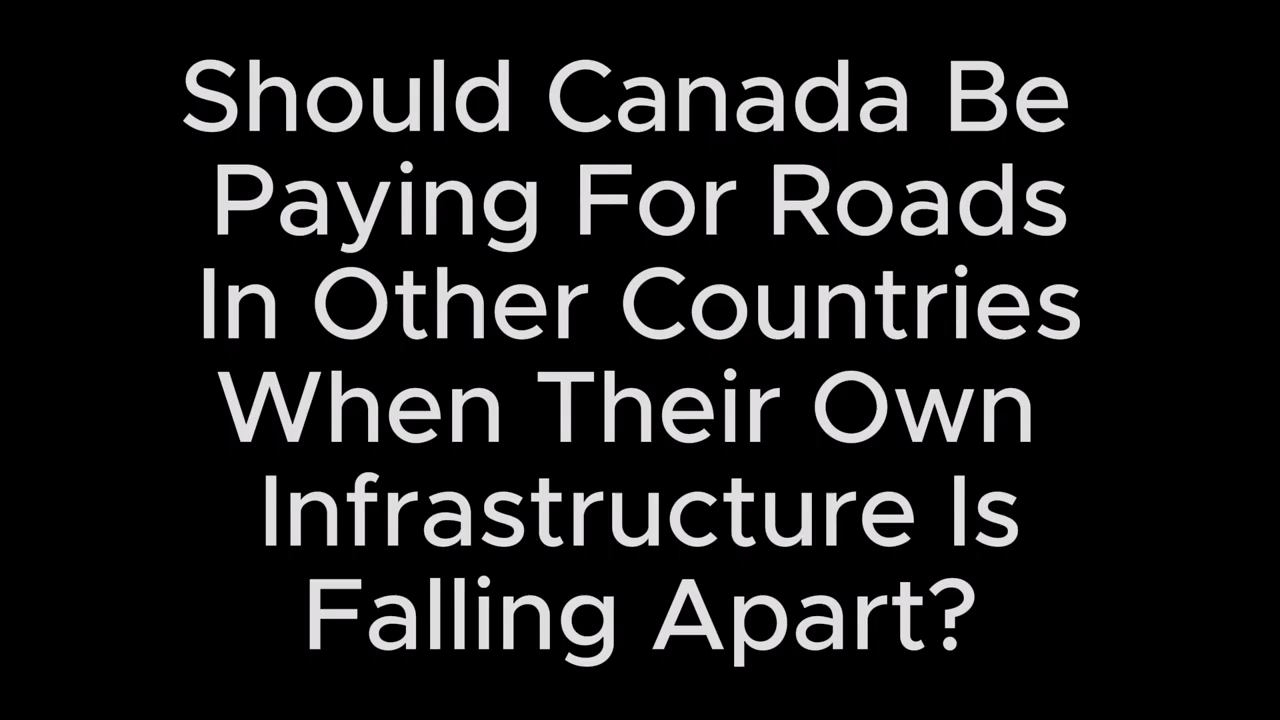 Should Canada Be
Paying For Roads
In Other Countries
When Their Own
Infrastructure Is
Falling Apart?